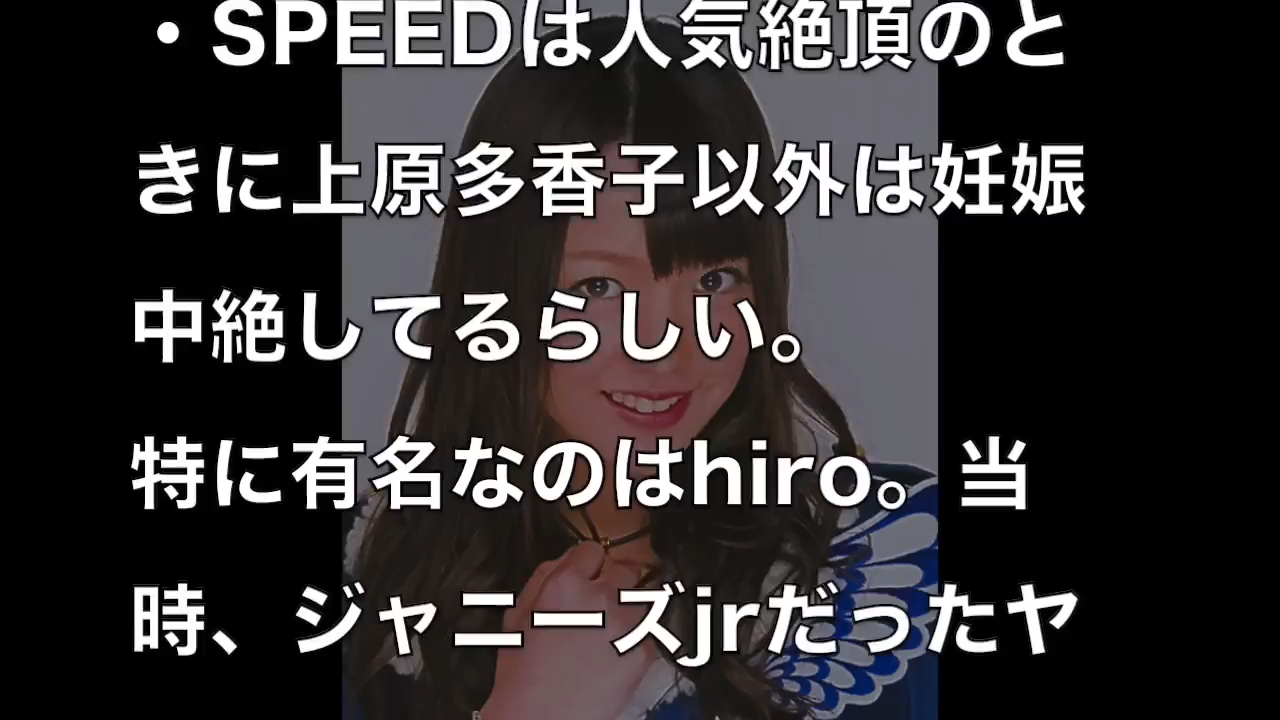 ・SPEEDは人気絶頂のと
きに上原多香子以外は妊娠
中絶してるらしい。
特に有名なのはhiro。当
時、ジャニーズjrだったヤ